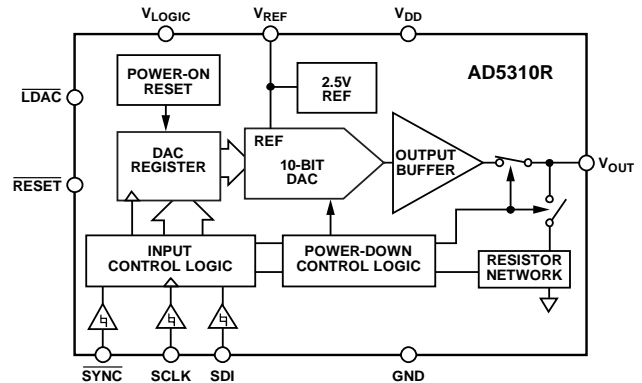 VLOGIC
VREF
VDD
AD5310R
POWER-ON
RESET
2.5V
REF
LDAC
DAC
REGISTER
REF
10-BIT
DAC
OUTPUT
BUFFER
VOUT
RESET
INPUT
CONTROL LOGIC
POWER-DOWN
CONTROL LOGIC
RESISTOR
NETWORK
SYNC
SCLK
SDI
GND